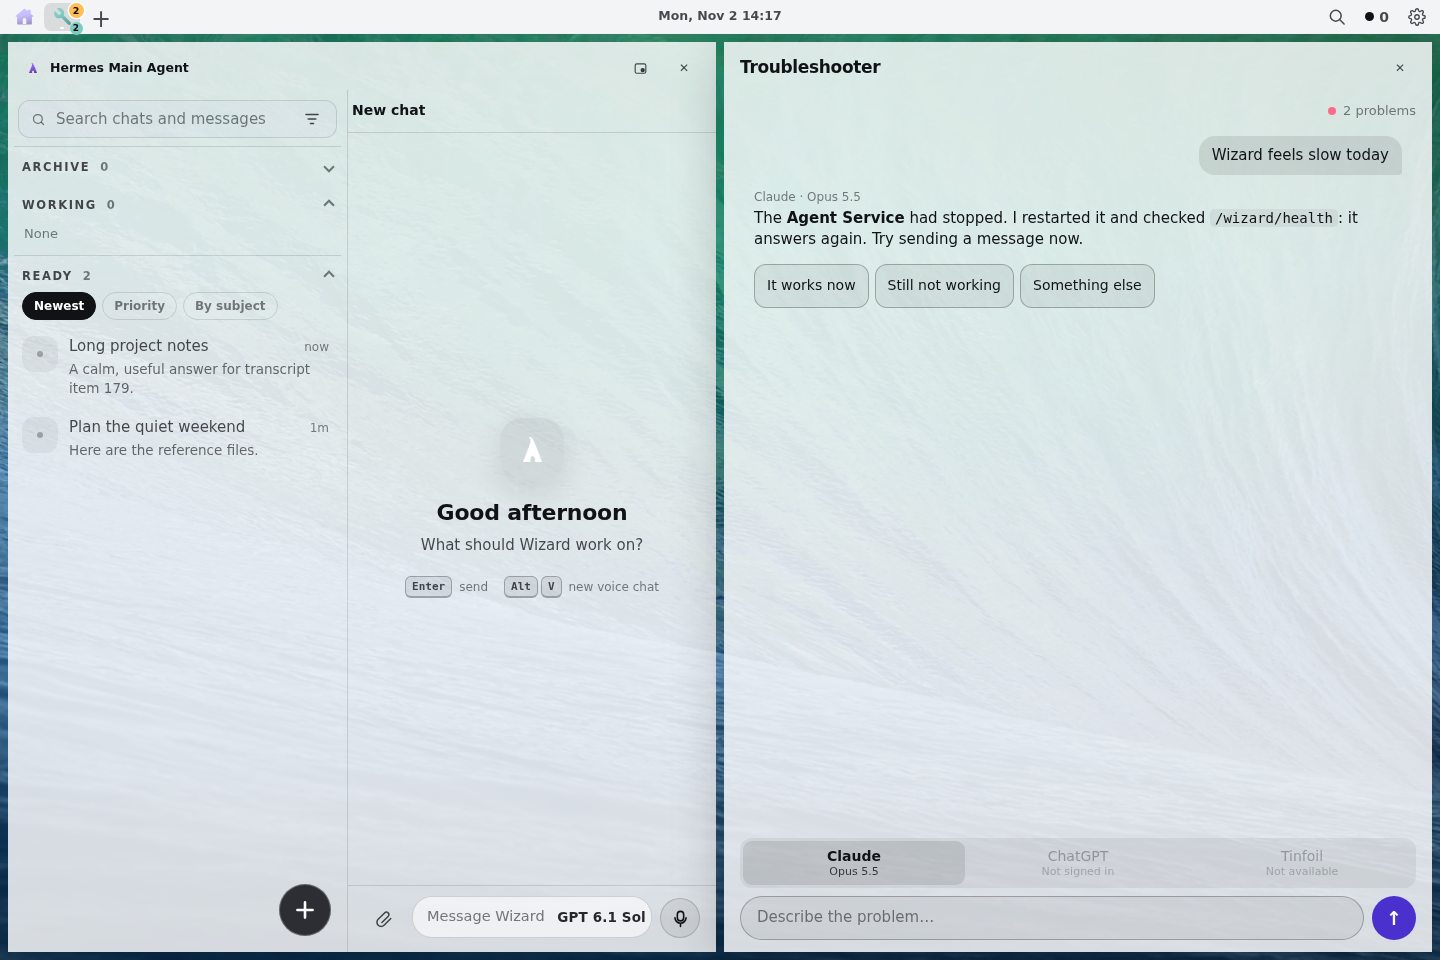 2
2
Mon, Nov 2 14:17
0
Hermes Main Agent
Search chats and messages
ARCHIVE 0
WORKING 0
None
READY 2
Newest Priority By subject
Long project notes now
A calm, useful answer for transcript
item 179.
Plan the quiet weekend 1m
Here are the reference files.
New chat
Good afternoon
What should Wizard work on?
Enter send Alt V new voice chat
Message Wizard GPT 6.1 Sol
Troubleshooter
2 problems
Wizard feels slow today
Claude · Opus 5.5
The Agent Service had stopped. I restarted it and checked /wizard/health: it
answers again. Try sending a message now.
It works now Still not working Something else
Claude ChatGPT Tinfoil
Opus 5.5 Not signed in Not available
Describe the problem…